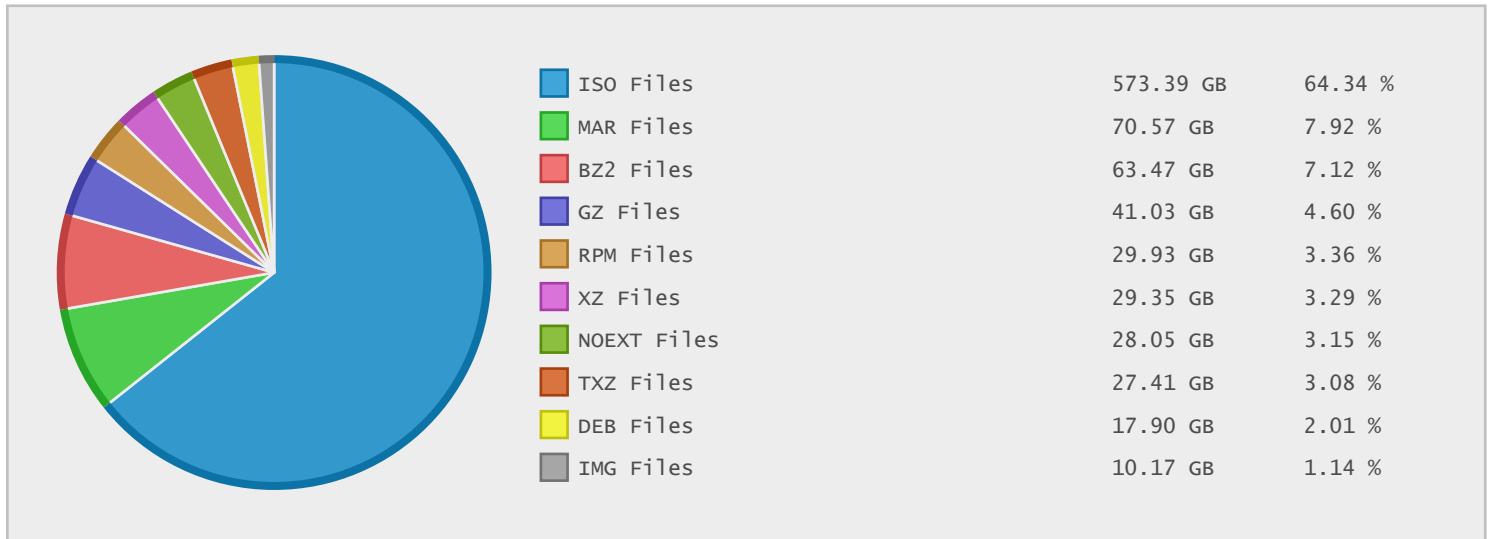 ISO Files 573.39 GB 64.34 %
MAR Files 70.57 GB 7.92 %
BZ2 Files 63.47 GB 7.12 %
GZ Files 41.03 GB 4.60 %
RPM Files 29.93 GB 3.36 %
XZ Files 29.35 GB 3.29 %
NOEXT Files 28.05 GB 3.15 %
TXZ Files 27.41 GB 3.08 %
DEB Files 17.90 GB 2.01 %
IMG Files 10.17 GB 1.14 %